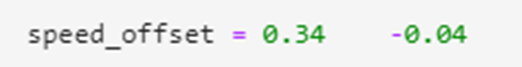 speed_offset = 0.34    -0.04